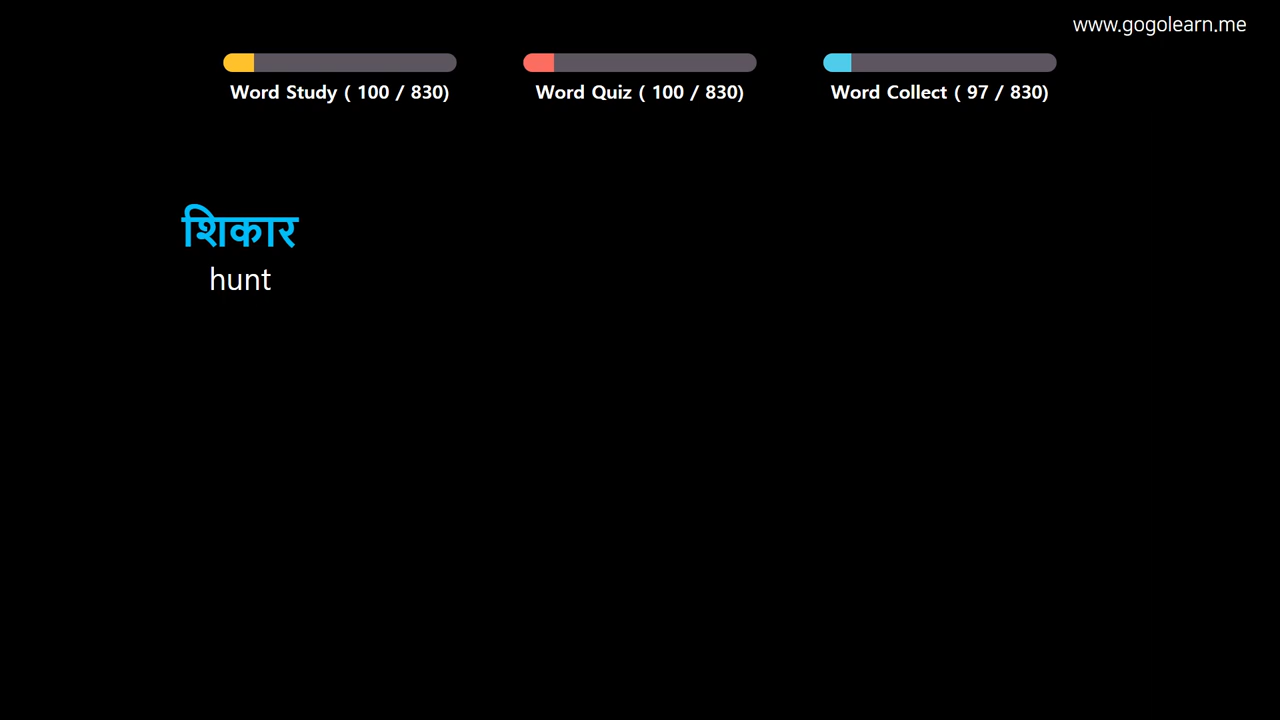 www.gogolearn.me
Word Study ( 100 / 830)
Word Quiz ( 100 / 830)
Word Collect ( 97 / 830)
शिकार
hunt